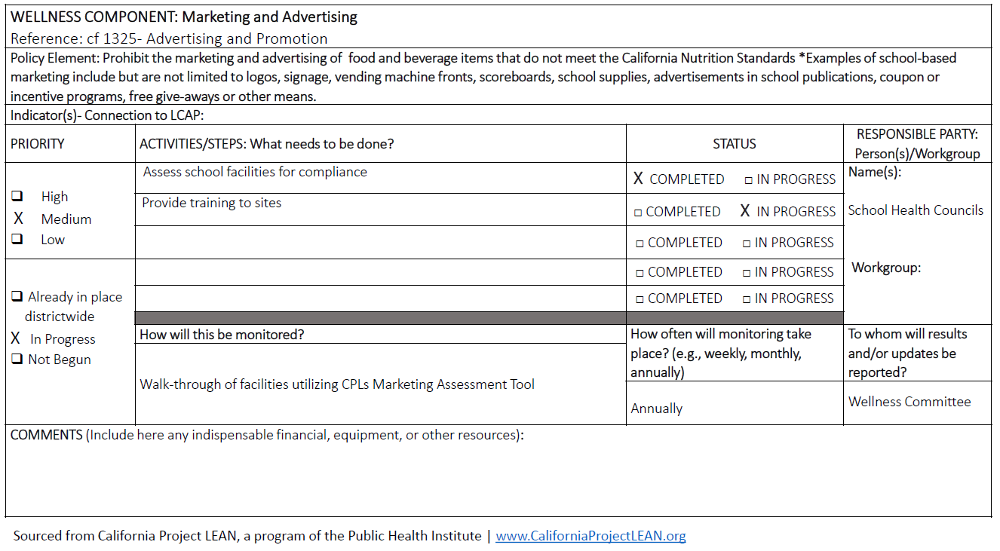 WELLNESS COMPONENT: Marketing and Advertising
Reference: cf 1325- Advertising and Promotion
Policy Element: Prohibit the marketing and advertising of food and beverage items that do not meet the California Nutrition Standards *Examples of school-based
marketing include but are not limited to logos, signage, vending machine fronts, scoreboards, school supplies, advertisements in school publications, coupon or
incentive programs, free give-aways or other means.
Indicator(s)- Connection to LCAP:
PRIORITY
ACTIVITIES/STEPS: What needs to be done?
STATUS
RESPONSIBLE PARTY:
Person(s)/Workgroup
❑ High
X Medium
❑ Low
Assess school facilities for compliance
X COMPLETED □ IN PROGRESS
Provide training to sites
□ COMPLETED X IN PROGRESS
□ COMPLETED □ IN PROGRESS
□ COMPLETED □ IN PROGRESS
□ COMPLETED □ IN PROGRESS
Name(s):
School Health Councils
Workgroup:
❑ Already in place
districtwide
X In Progress
❑ Not Begun
How will this be monitored?
Walk-through of facilities utilizing CPLs Marketing Assessment Tool
How often will monitoring take
place? (e.g., weekly, monthly,
annually)
Annually
To whom will results
and/or updates be
reported?
Wellness Committee
COMMENTS (Include here any indispensable financial, equipment, or other resources):
Sourced from California Project LEAN, a program of the Public Health Institute | www.CaliforniaProjectLEAN.org